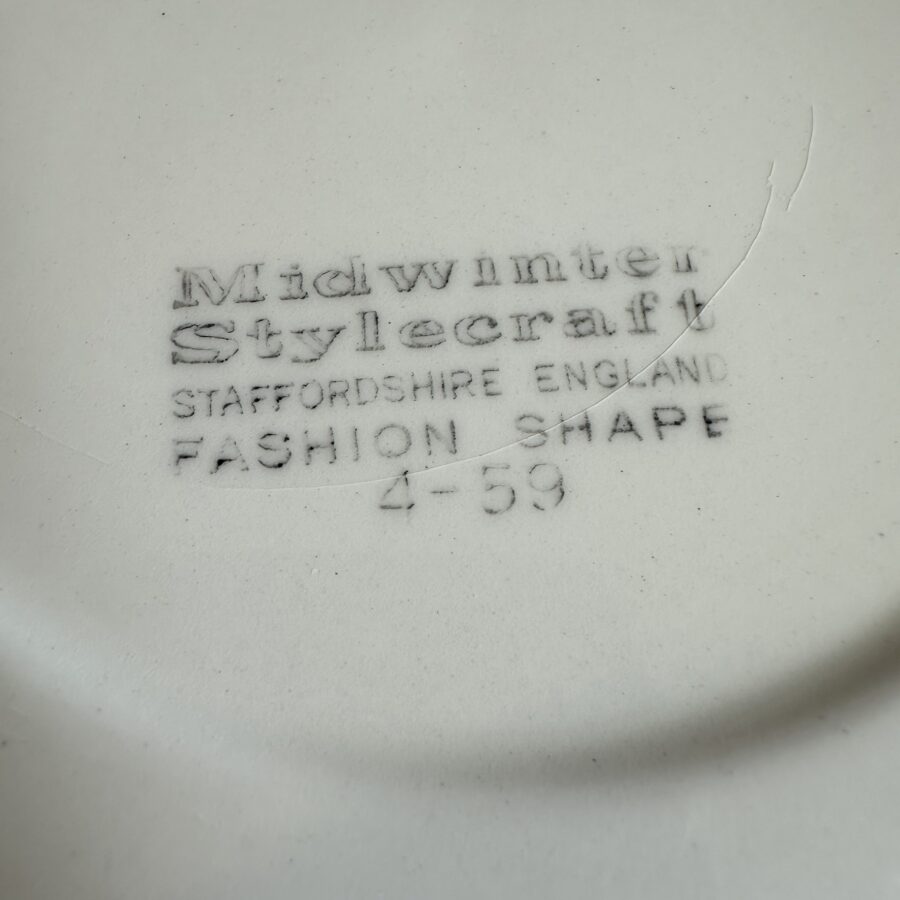 Midwinter
Stylecraft
STAFFORDSHIRE ENGLAND
FASHION SHAPE
4-59